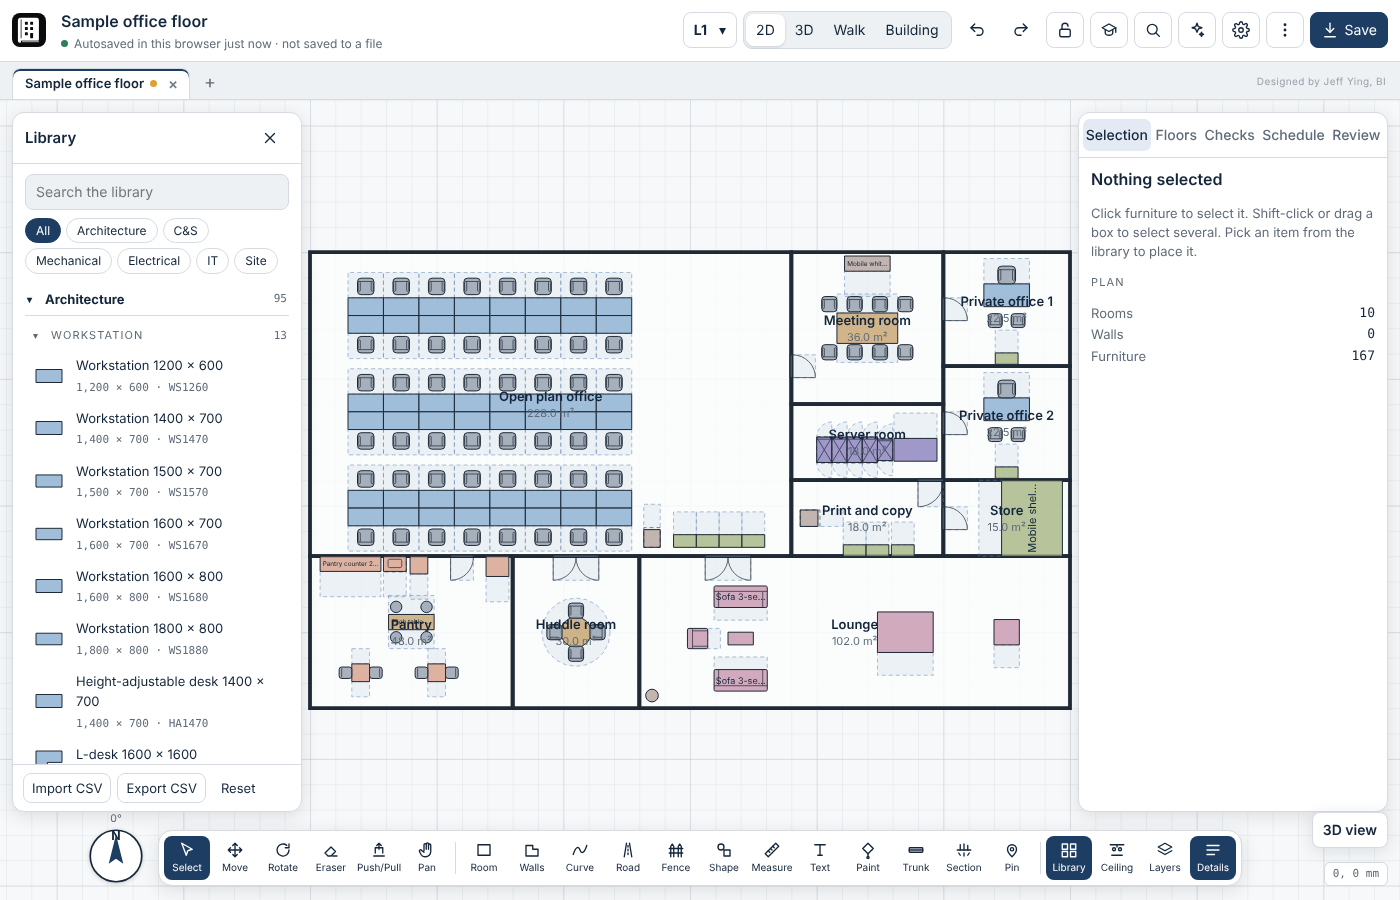 Sample office floor
Autosaved in this browser just now · not saved to a file
L1 ▾
2D 3D Walk Building
Save
Sample office floor ×
+
Designed by Jeff Ying, BI
Library
Search the library
All Architecture C&S
Mechanical Electrical IT Site
Architecture 95
WORKSTATION 13
Workstation 1200 × 600
1,200 × 600 · WS1260
Workstation 1400 × 700
1,400 × 700 · WS1470
Workstation 1500 × 700
1,500 × 700 · WS1570
Workstation 1600 × 700
1,600 × 700 · WS1670
Workstation 1600 × 800
1,600 × 800 · WS1680
Workstation 1800 × 800
1,800 × 800 · WS1880
Height-adjustable desk 1400 ×
700
1,400 × 700 · HA1470
L-desk 1600 × 1600
Import CSV Export CSV Reset
Mobile whit...
Meeting room
36.0 m²
Private office 1
Open plan office
228.0 m²
Private office 2
Server room
Print and copy
18.0 m²
Store
15.0 m²
Mobile shel...
Pantry counter 2...
Pantry
48.0 m²
Huddle room
30.0 m²
Sofa 3-se...
Lounge
102.0 m²
Sofa 3-se...
Selection Floors Checks Schedule Review
Nothing selected
Click furniture to select it. Shift-click or drag a
box to select several. Pick an item from the
library to place it.
PLAN
Rooms 10
Walls 0
Furniture 167
0°
N
Select Move Rotate Eraser Push/Pull Pan Room Walls Curve Road Fence Shape Measure Text Paint Trunk Section Pin Library Ceiling Layers Details
3D view
0, 0 mm